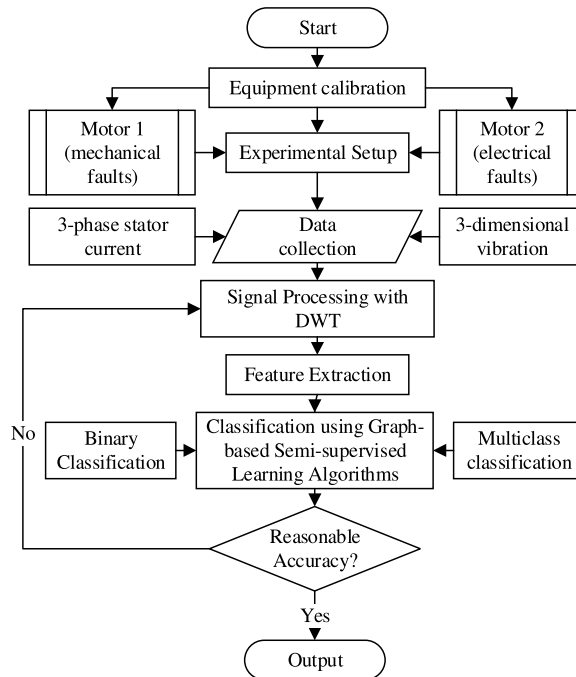 Start
Equipment calibration
Motor 1
(mechanical
faults)
Experimental Setup
Motor 2
(electrical
faults)
3-phase stator
current
Data
collection
3-dimensional
vibration
Signal Processing with
DWT
Feature Extraction
No
Binary
Classification
Classification using Graph-
based Semi-supervised
Learning Algorithms
Multiclass
classification
Reasonable
Accuracy?
Yes
Output